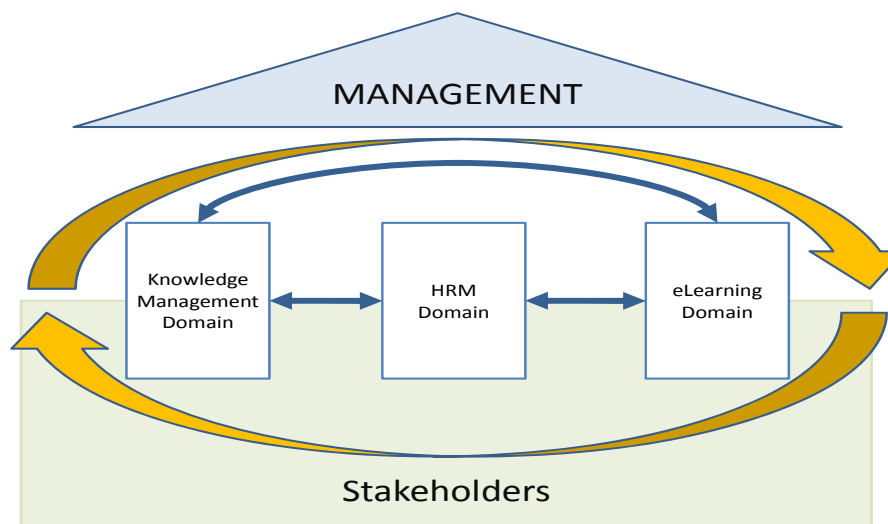 MANAGEMENT
Knowledge
Management
Domain
HRM
Domain
eLearning
Domain
Stakeholders